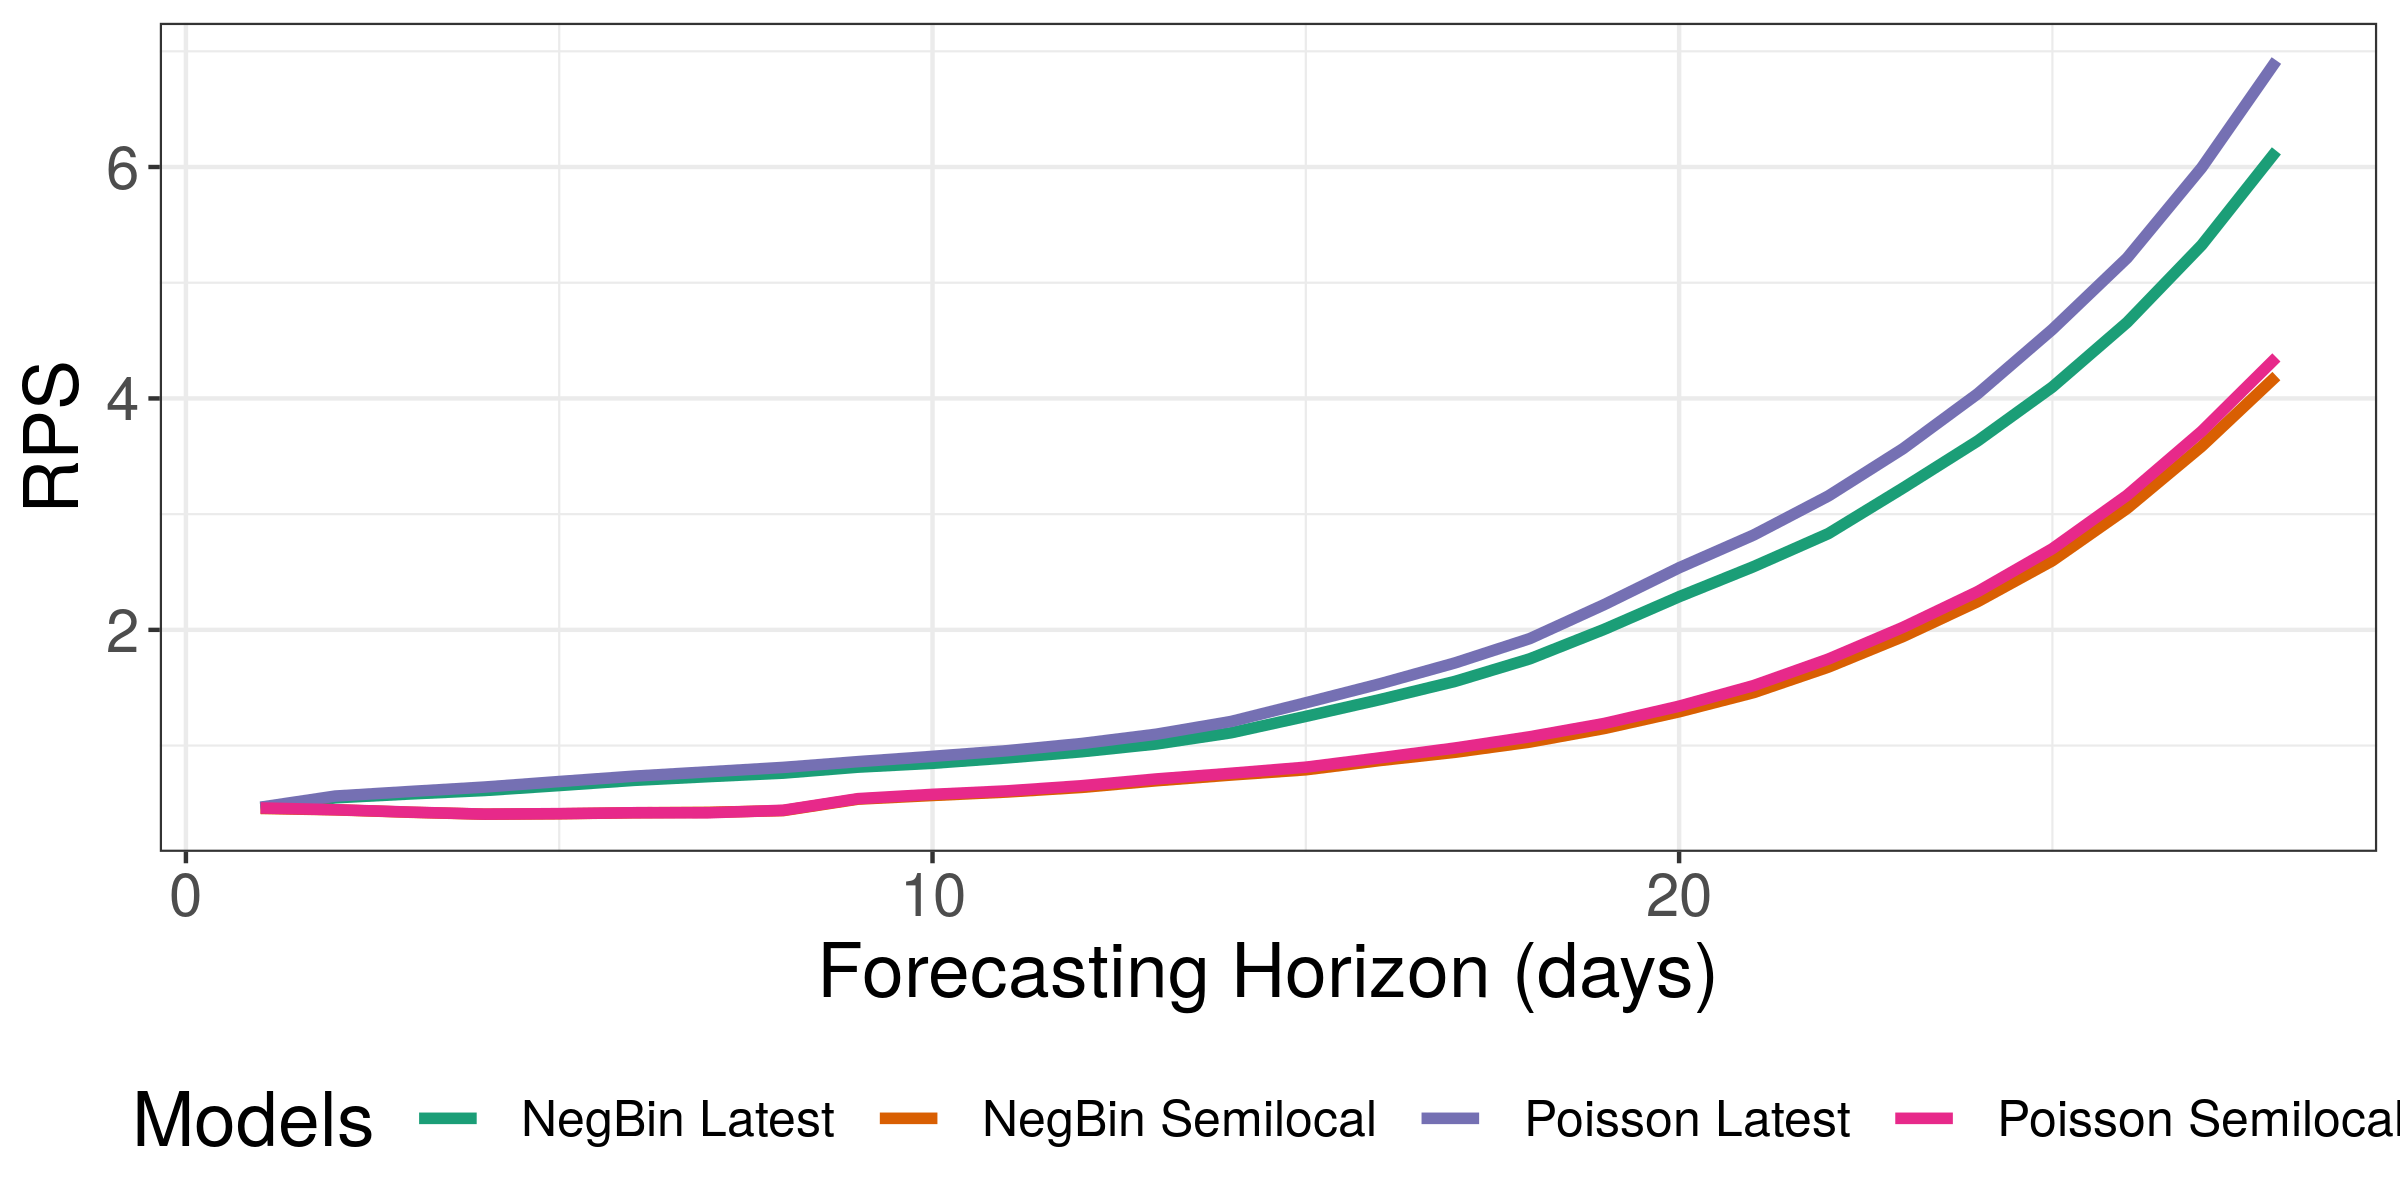 RPS
6
4
2
0 10 20
Forecasting Horizon (days)
Models NegBin Latest NegBin Semilocal Poisson Latest Poisson Semilocal